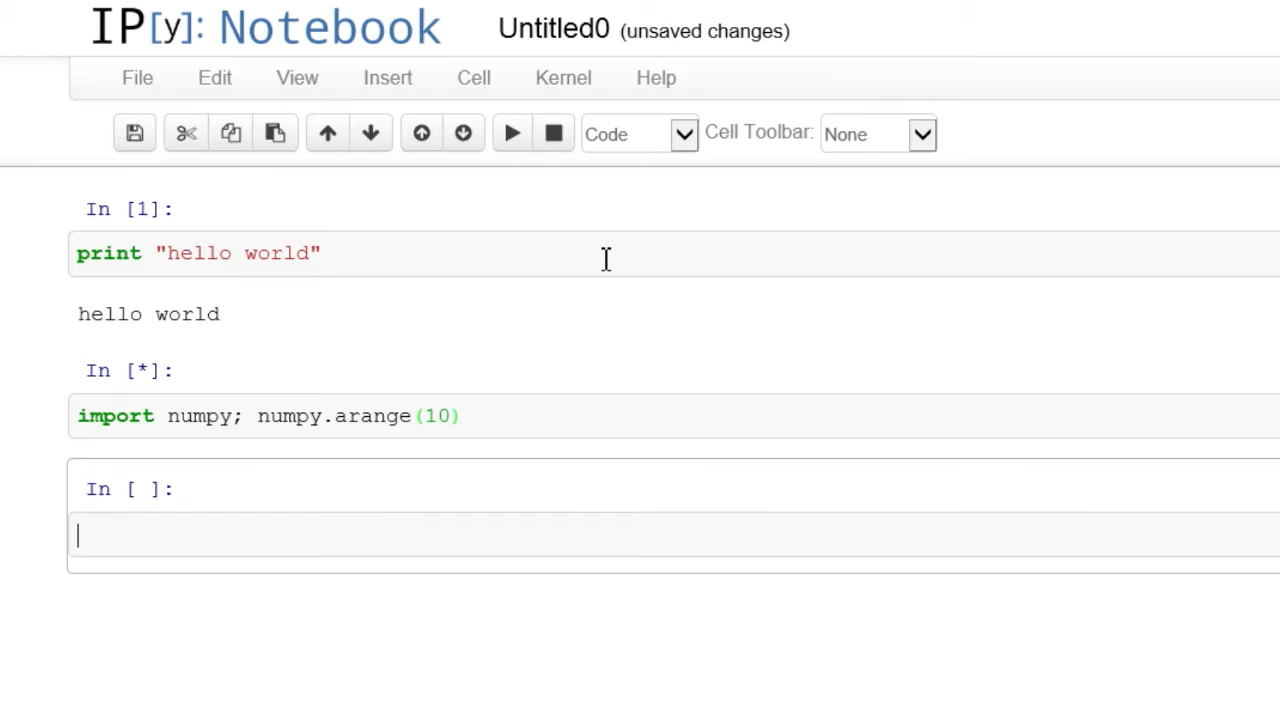 IP[y]: Notebook Untitled0 (unsaved changes)
File Edit View Insert Cell Kernel Help
Code Cell Toolbar: None
In [1]:
print "hello world"
hello world
In [*]:
import numpy; numpy.arange(10)
In [ ]: